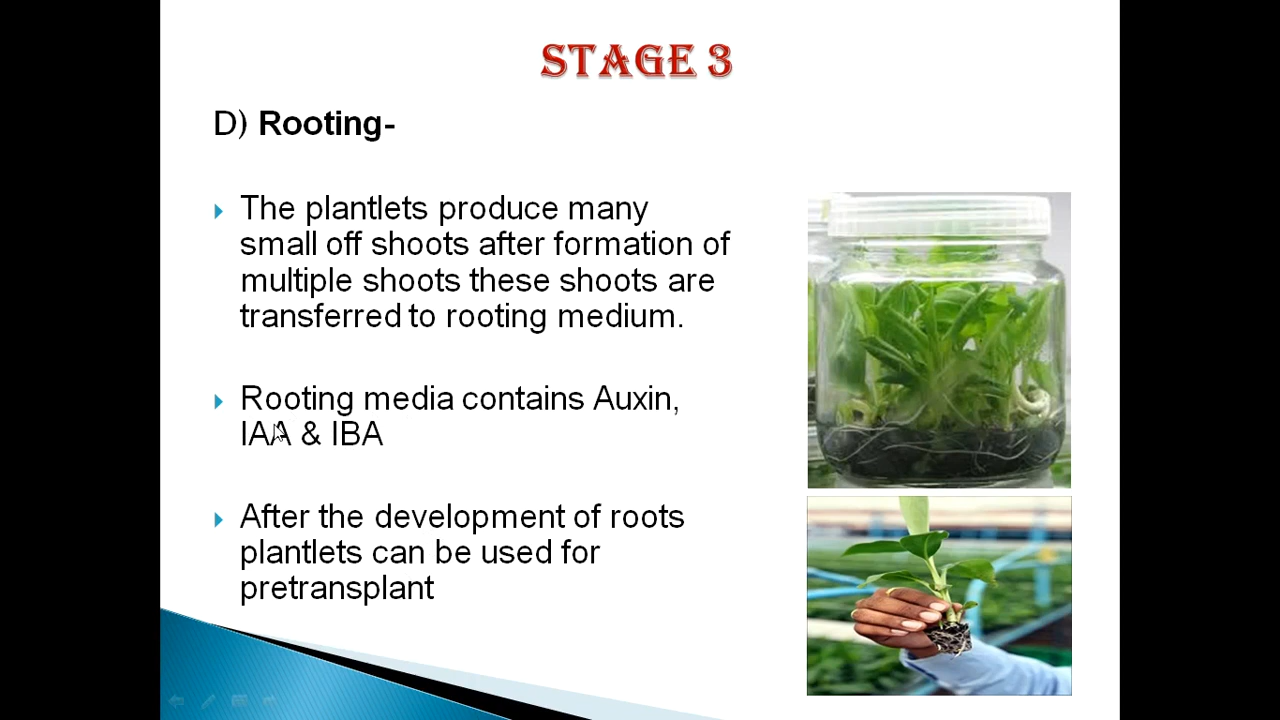 STAGE 3
D) Rooting-
The plantlets produce many
small off shoots after formation of
multiple shoots these shoots are
transferred to rooting medium.
Rooting media contains Auxin,
IAA & IBA
After the development of roots
plantlets can be used for
pretransplant